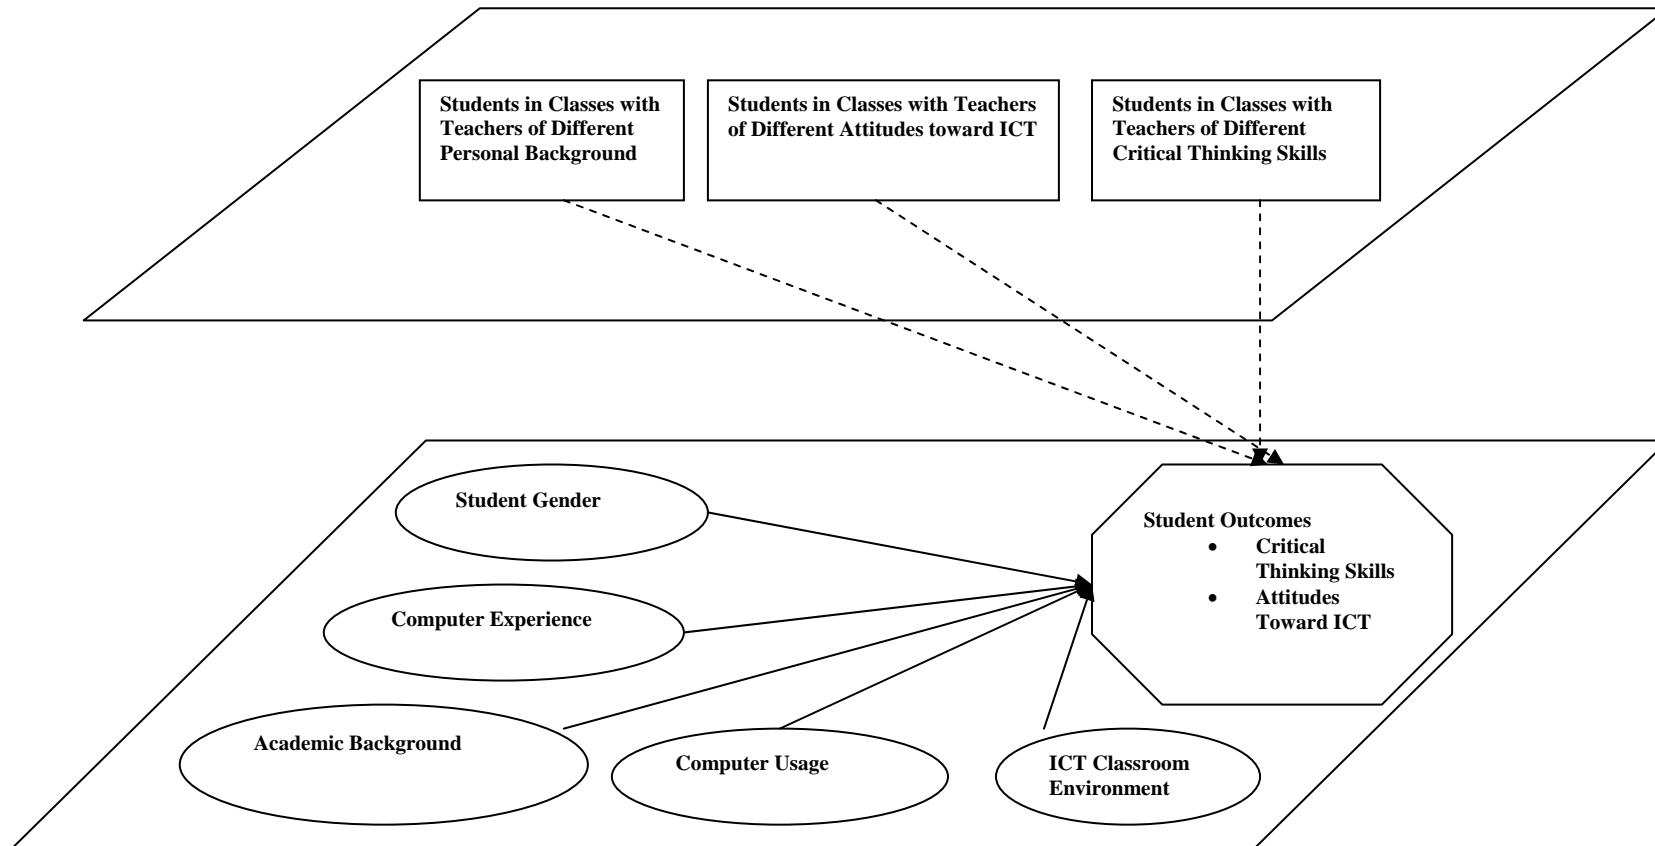 Students in Classes with
Teachers of Different
Personal Background
Students in Classes with Teachers
of Different Attitudes toward ICT
Students in Classes with
Teachers of Different
Critical Thinking Skills
Student Gender
Computer Experience
Academic Background
Computer Usage
ICT Classroom
Environment
Student Outcomes
• Critical
Thinking Skills
• Attitudes
Toward ICT